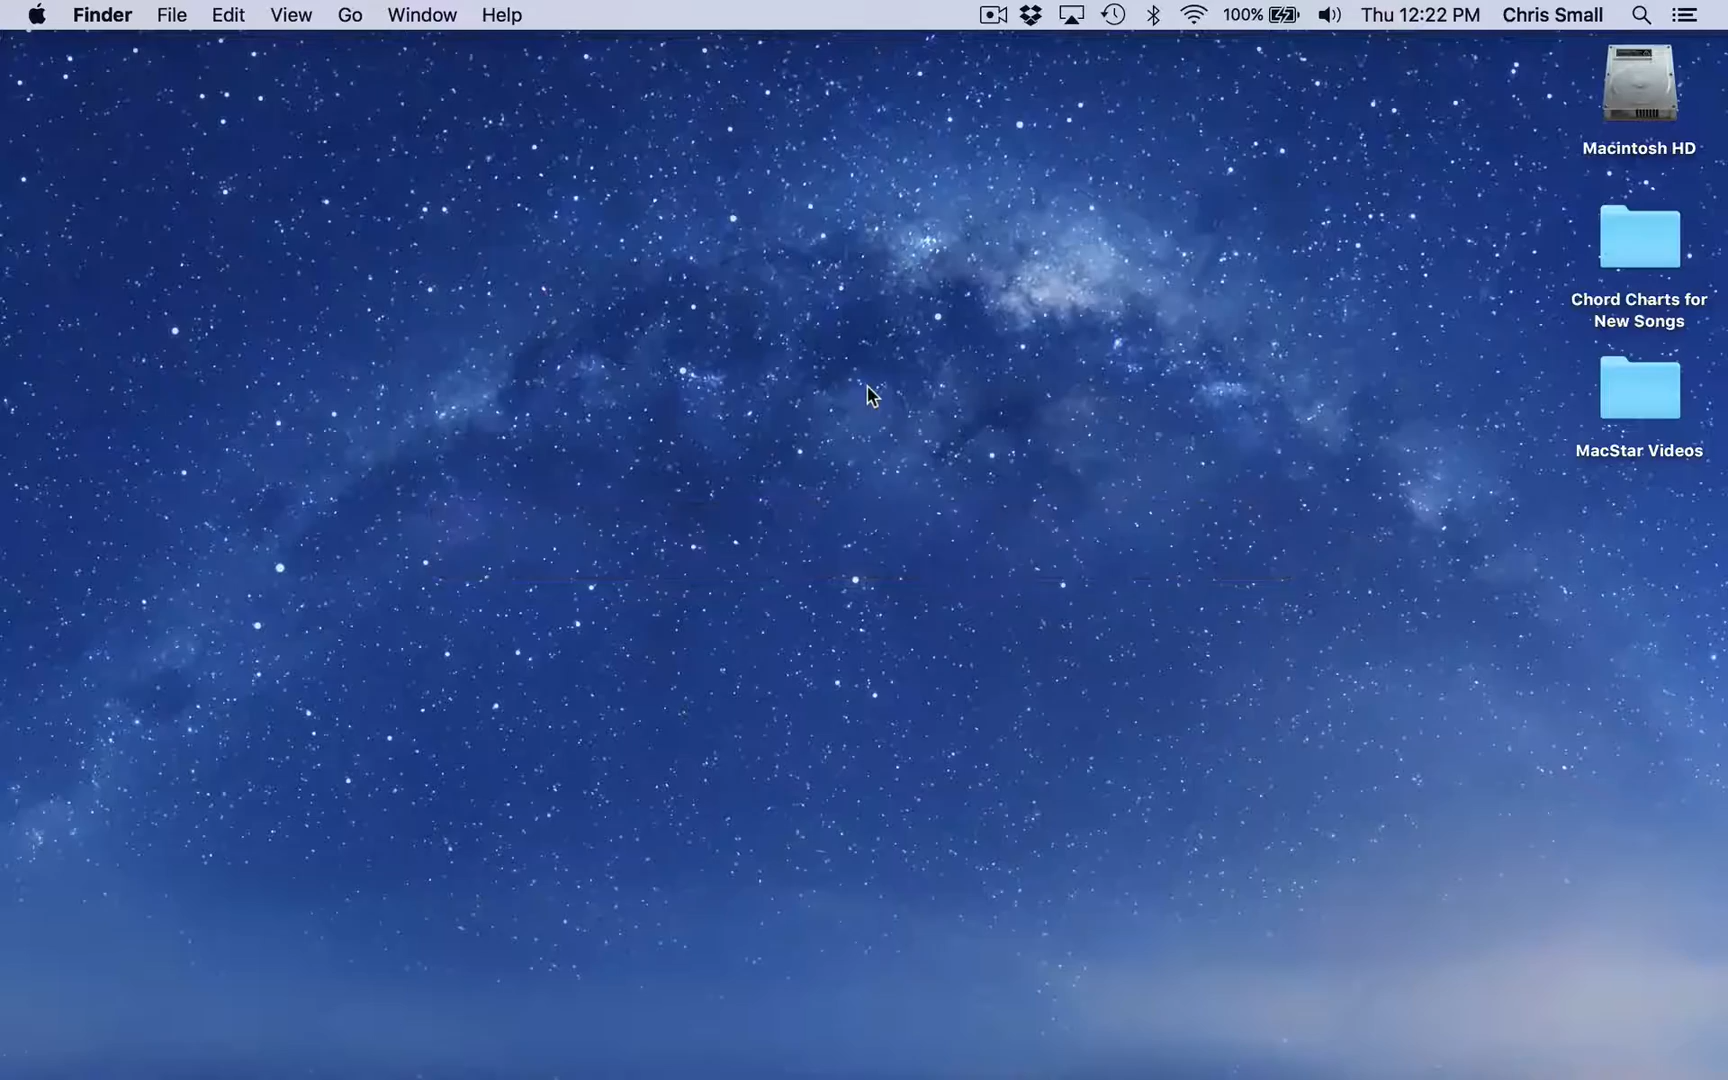 Finder File Edit View Go Window Help 100% Thu 12:22 PM Chris Small
Macintosh HD
Chord Charts for
New Songs
MacStar Videos